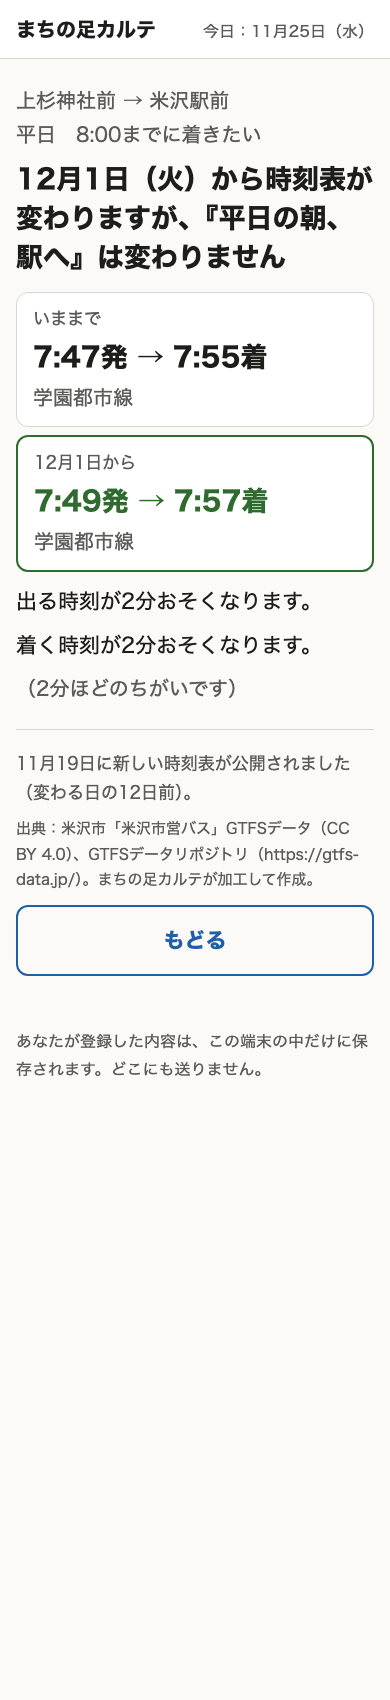 まちの足カルテ
今日：11月25日（水）
上杉神社前 → 米沢駅前
平日　8:00までに着きたい
12月1日（火）から時刻表が
変わりますが、『平日の朝、
駅へ』は変わりません
いままで
7:47発 → 7:55着
学園都市線
12月1日から
7:49発 → 7:57着
学園都市線
出る時刻が2分おそくなります。
着く時刻が2分おそくなります。
（2分ほどのちがいです）
11月19日に新しい時刻表が公開されました
（変わる日の12日前）。
出典：米沢市「米沢市営バス」GTFSデータ（CC
BY 4.0）、GTFSデータリポジトリ（https://gtfs-
data.jp/）。まちの足カルテが加工して作成。
もどる
あなたが登録した内容は、この端末の中だけに保
存されます。どこにも送りません。